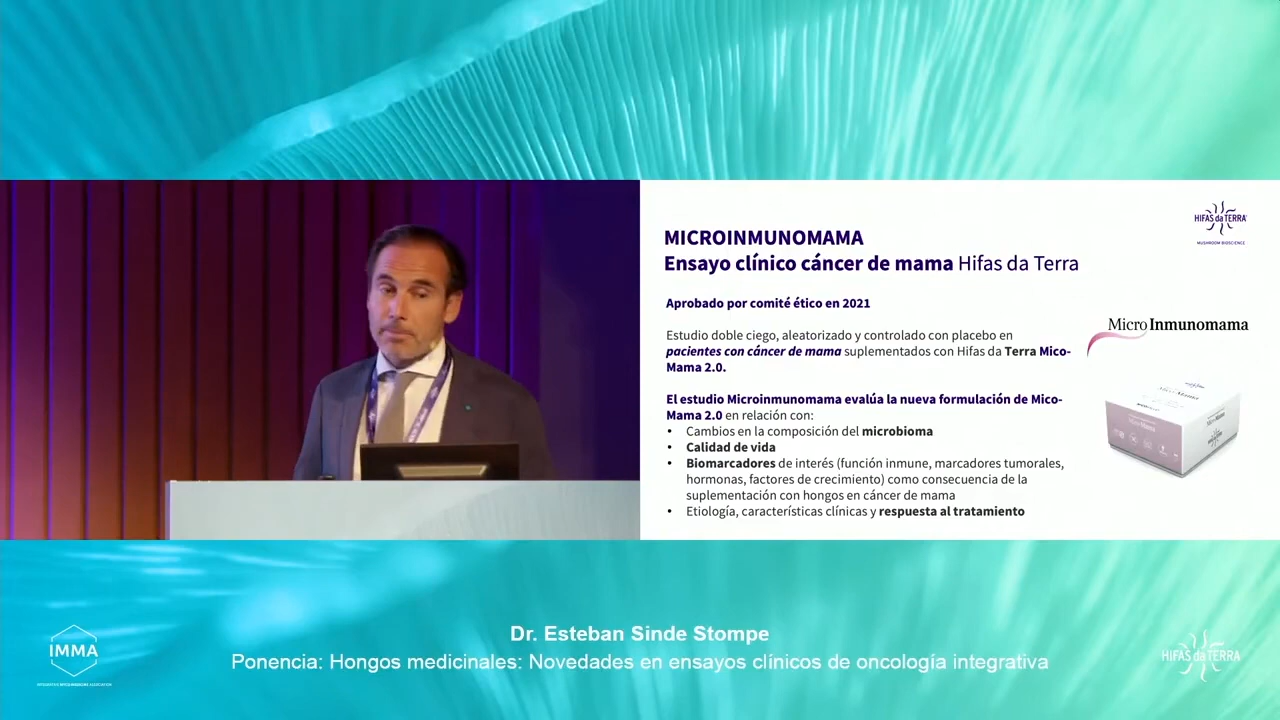 HIFAS da TERRA
MUSHROOM BIOSCIENCE
MICROINMUNOMAMA
Ensayo clínico cáncer de mama Hifas da Terra
Aprobado por comité ético en 2021
Estudio doble ciego, aleatorizado y controlado con placebo en
pacientes con cáncer de mama suplementados con Hifas da Terra Mico-
Mama 2.0.
Micro Inmunomama
El estudio Microinmunomama evalúa la nueva formulación de Mico-
Mama 2.0 en relación con:
• Cambios en la composición del microbioma
• Calidad de vida
• Biomarcadores de interés (función inmune, marcadores tumorales,
hormonas, factores de crecimiento) como consecuencia de la
suplementación con hongos en cáncer de mama
• Etiología, características clínicas y respuesta al tratamiento
Dr. Esteban Sinde Stompe
Ponencia: Hongos medicinales: Novedades en ensayos clínicos de oncología integrativa
IMMA
HIFAS da TERRA